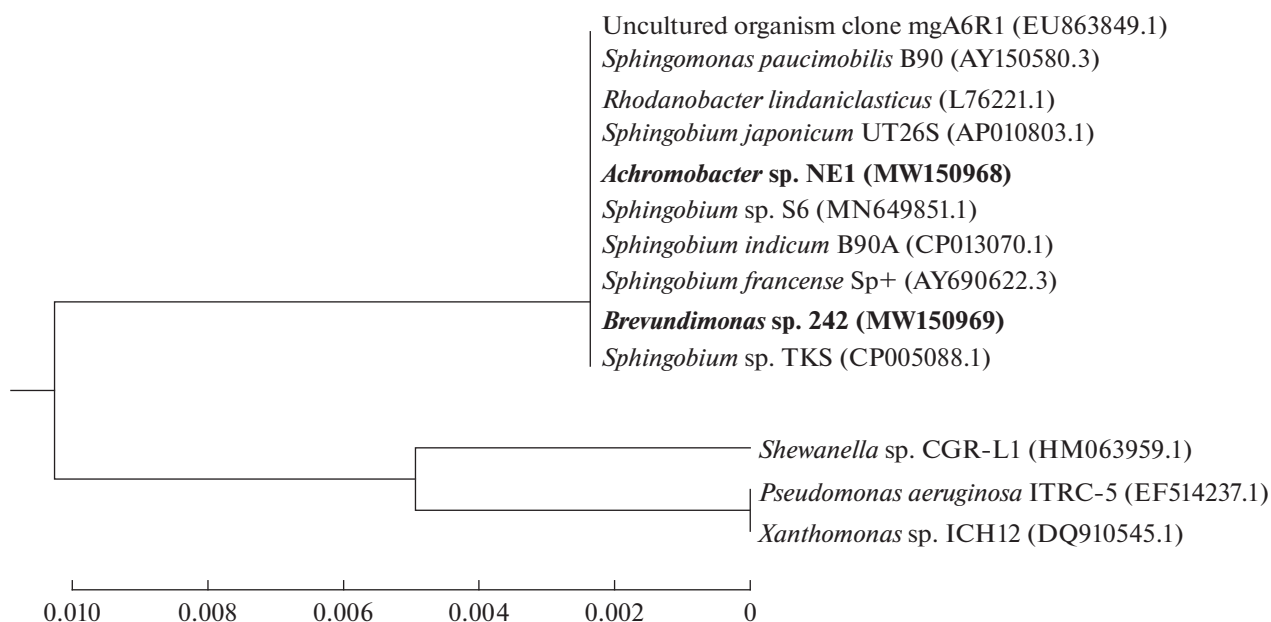 Uncultured organism clone mgA6R1 (EU863849.1)
Sphingomonas paucimobilis B90 (AY150580.3)
Rhodanobacter lindaniclasticus (L76221.1)
Sphingobium japonicum UT26S (AP010803.1)
Achromobacter sp. NE1 (MW150968)
Sphingobium sp. S6 (MN649851.1)
Sphingobium indicum B90A (CP013070.1)
Sphingobium francense Sp+ (AY690622.3)
Brevundimonas sp. 242 (MW150969)
Sphingobium sp. TKS (CP005088.1)
Shewanella sp. CGR-L1 (HM063959.1)
Pseudomonas aeruginosa ITRC-5 (EF514237.1)
Xanthomonas sp. ICH12 (DQ910545.1)
0.010 0.008 0.006 0.004 0.002 0